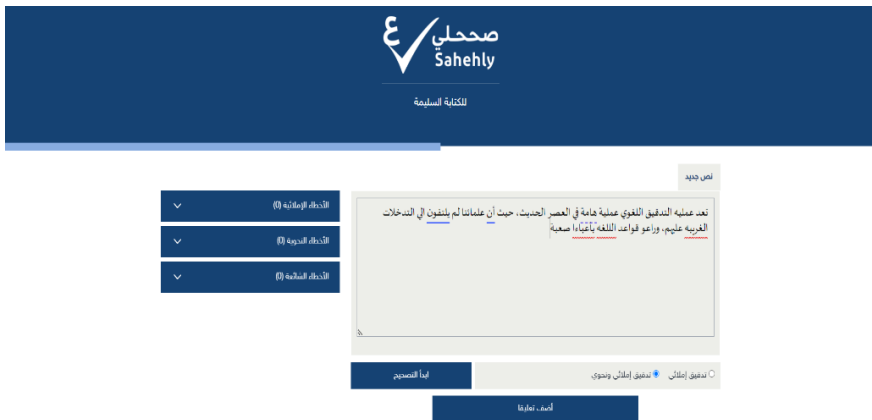 صححلي
Sahehly
للكتابة السليمة
نص جديد
تعد عمليه التدقيق اللغوي عملية هامة في العصر الحديث، حيث أن علمائنا لم يلتفون الي التدخلات
الغريبه عليهم، وراعو قواعد اللغه بأعباءا صعبة
الأخطاء الإملائية (0)
الأخطاء النحوية (0)
الأخطاء الشائعة (0)
تدقيق إملائي
تدقيق إملائي ونحوي
ابدأ التصحيح
أضف تعليقا